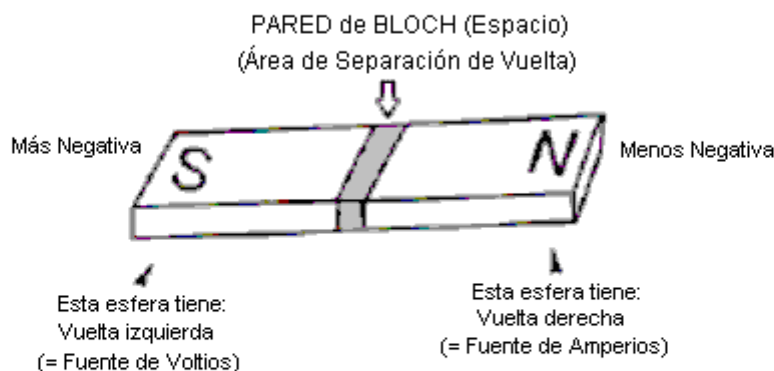 PARED de BLOCH (Espacio)
(Área de Separación de Vuelta)
Más Negativa
S
N
Menos Negativa
Esta esfera tiene:
Vuelta izquierda
(= Fuente de Voltios)
Esta esfera tiene:
Vuelta derecha
(= Fuente de Amperios)